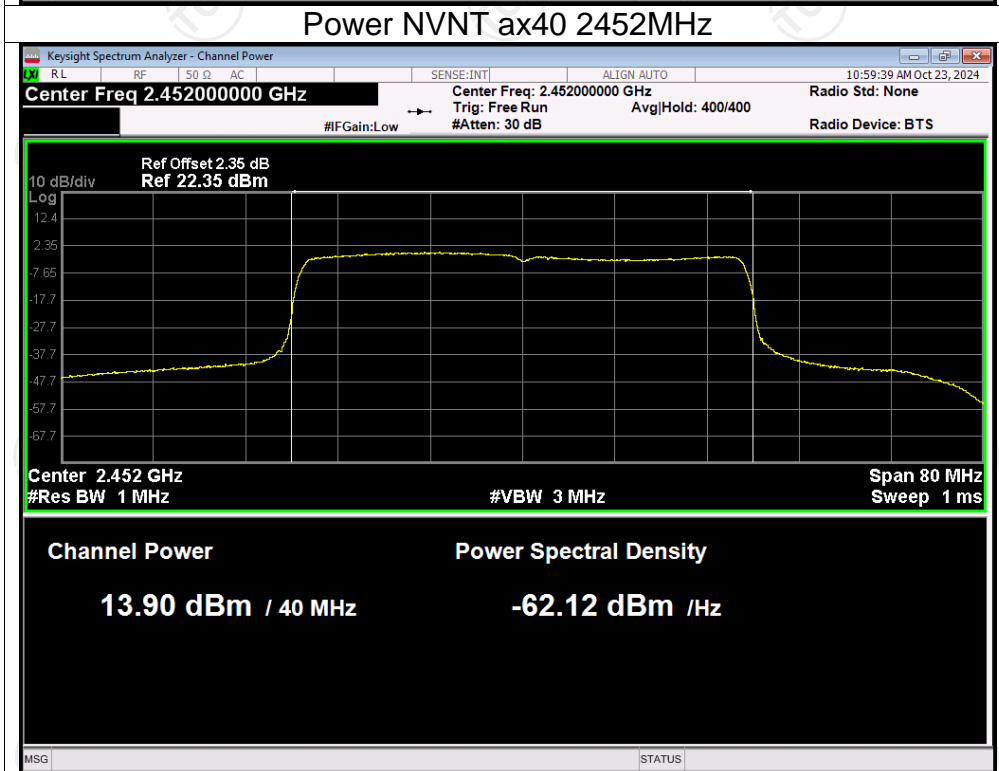 Power NVNT ax40 2452MHz
Keysight Spectrum Analyzer - Channel Power
LXI RL RF 50 Ω AC SENSE:INT ALIGN AUTO 10:59:39 AM Oct 23, 2024
Center Freq 2.452000000 GHz Center Freq: 2.452000000 GHz Radio Std: None
Trig: Free Run Avg|Hold: 400/400
#IFGain:Low #Atten: 30 dB Radio Device: BTS
Ref Offset 2.35 dB
10 dB/div Ref 22.35 dBm
Log
12.4
2.35
-7.65
-17.7
-27.7
-37.7
-47.7
-57.7
-67.7
Center 2.452 GHz Span 80 MHz
#Res BW 1 MHz #VBW 3 MHz Sweep 1 ms
Channel Power Power Spectral Density
13.90 dBm / 40 MHz -62.12 dBm /Hz
MSG STATUS